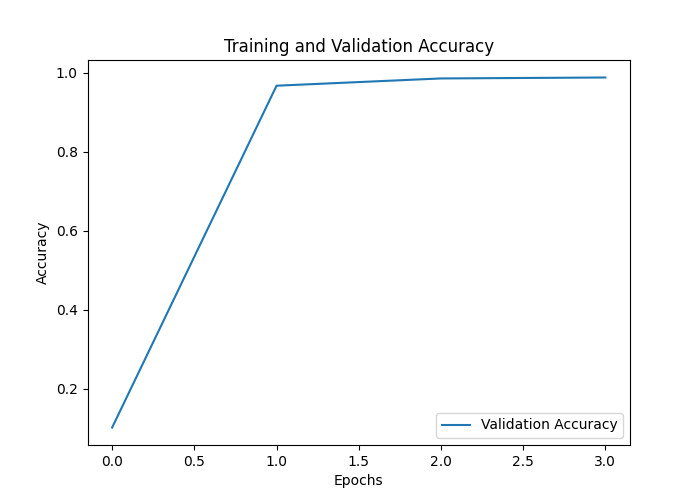 Training and Validation Accuracy
1.0
0.8
0.6
0.4
0.2
Accuracy
Validation Accuracy
0.0 0.5 1.0 1.5 2.0 2.5 3.0
Epochs